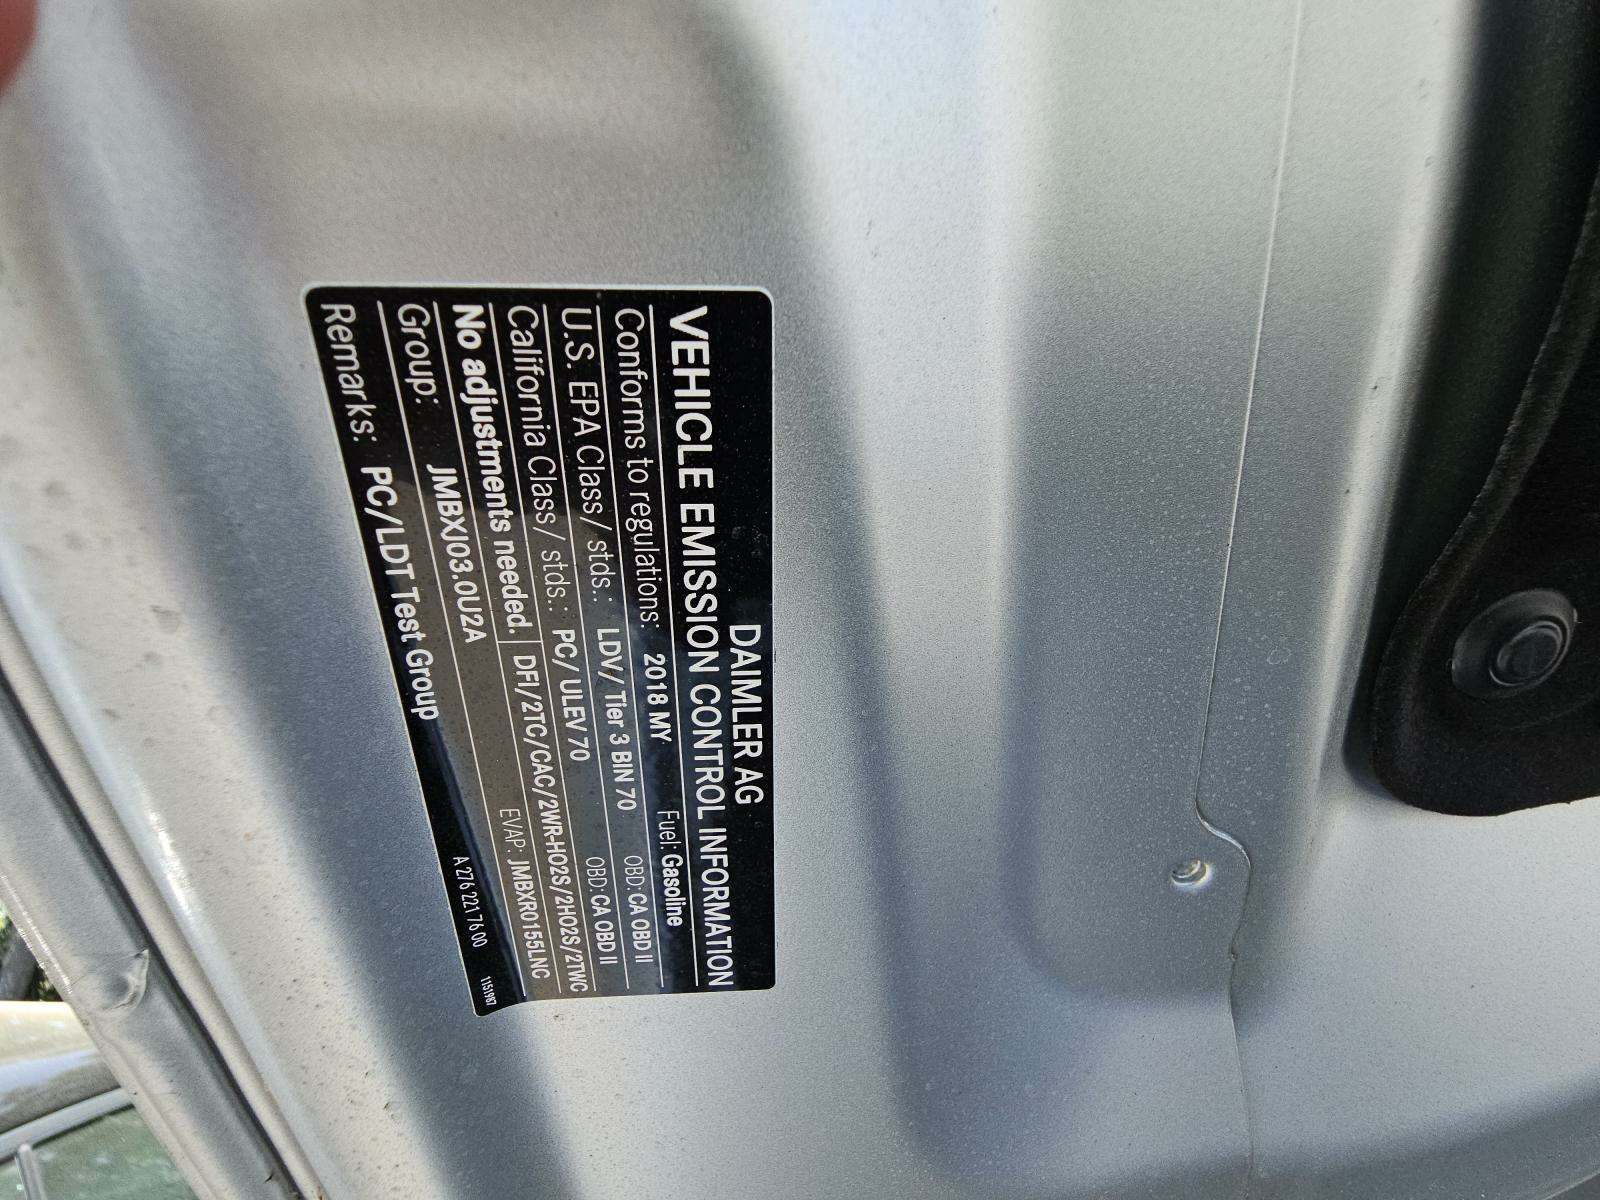 DAIMLER AG
VEHICLE EMISSION CONTROL INFORMATION
Conforms to regulations: 2018 MY Fuel: Gasoline
U.S. EPA Class / stds.: LDV/ Tier 3 BIN 70 OBD: CA OBD II
California Class / stds.: PC/ ULEV 70 OBD: CA OBD II
No adjustments needed. DFI/2TC/CAC/2WR-HO2S/2HO2S/2TWC
Group: JMBXJ03.0U2A EVAP: JMBXR0155LNC
Remarks: PC/LDT Test Group
A 276 221 76 00 1151987